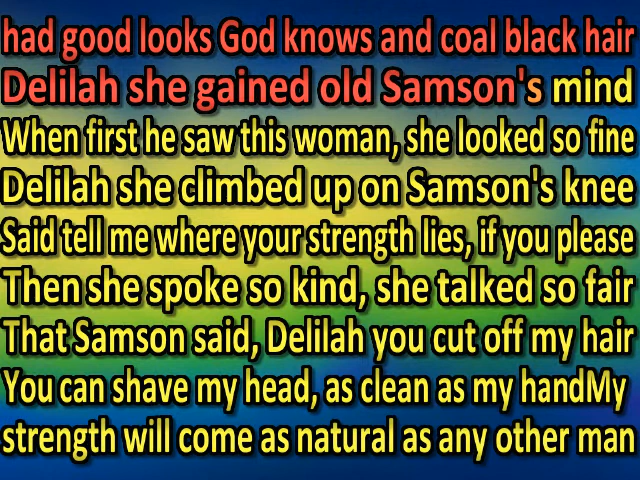 had good looks God knows and coal black hair
Delilah she gained old Samson's mind
When first he saw this woman, she looked so fine
Delilah she climbed up on Samson's knee
Said tell me where your strength lies, if you please
Then she spoke so kind, she talked so fair
That Samson said, Delilah you cut off my hair
You can shave my head, as clean as my handMy
strength will come as natural as any other man